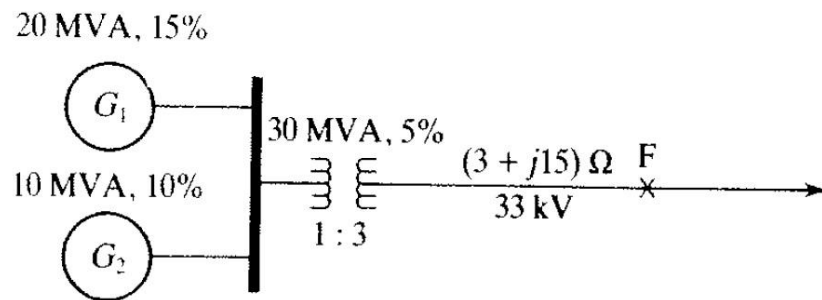 20 MVA, 15%
G₁
30 MVA, 5%
(3 + j15) Ω F
10 MVA, 10%
33 kV
1 : 3
G₂